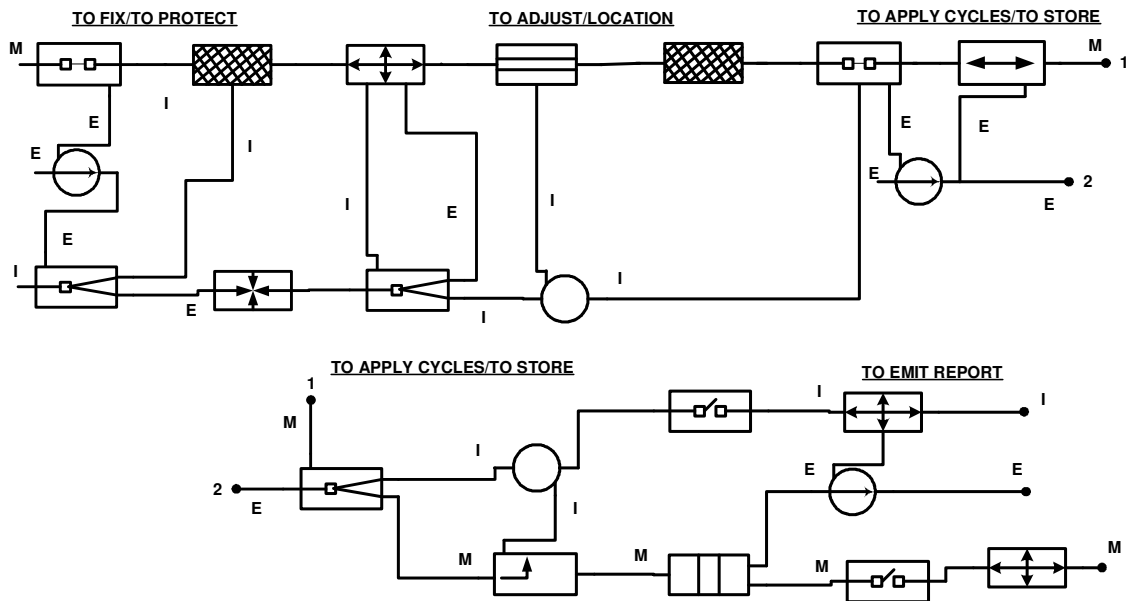 TO FIX/TO PROTECT
TO ADJUST/LOCATION
TO APPLY CYCLES/TO STORE
M
M
1
I
E
I
E
E
E
E
E
2
E
I
E
I
E
I
I
E
I
I
TO APPLY CYCLES/TO STORE
TO EMIT REPORT
1
M
I
I
I
2
E
E
E
I
M
M
M
M